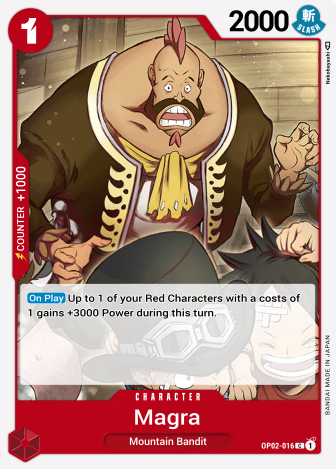 1
2000
斬
SLASH
Nekobayashi
COUNTER +1000
On Play Up to 1 of your Red Characters with a costs of
1 gains +3000 Power during this turn.
BANDAI MADE IN JAPAN
CHARACTER
Magra
Mountain Bandit
OP02-016 C 1